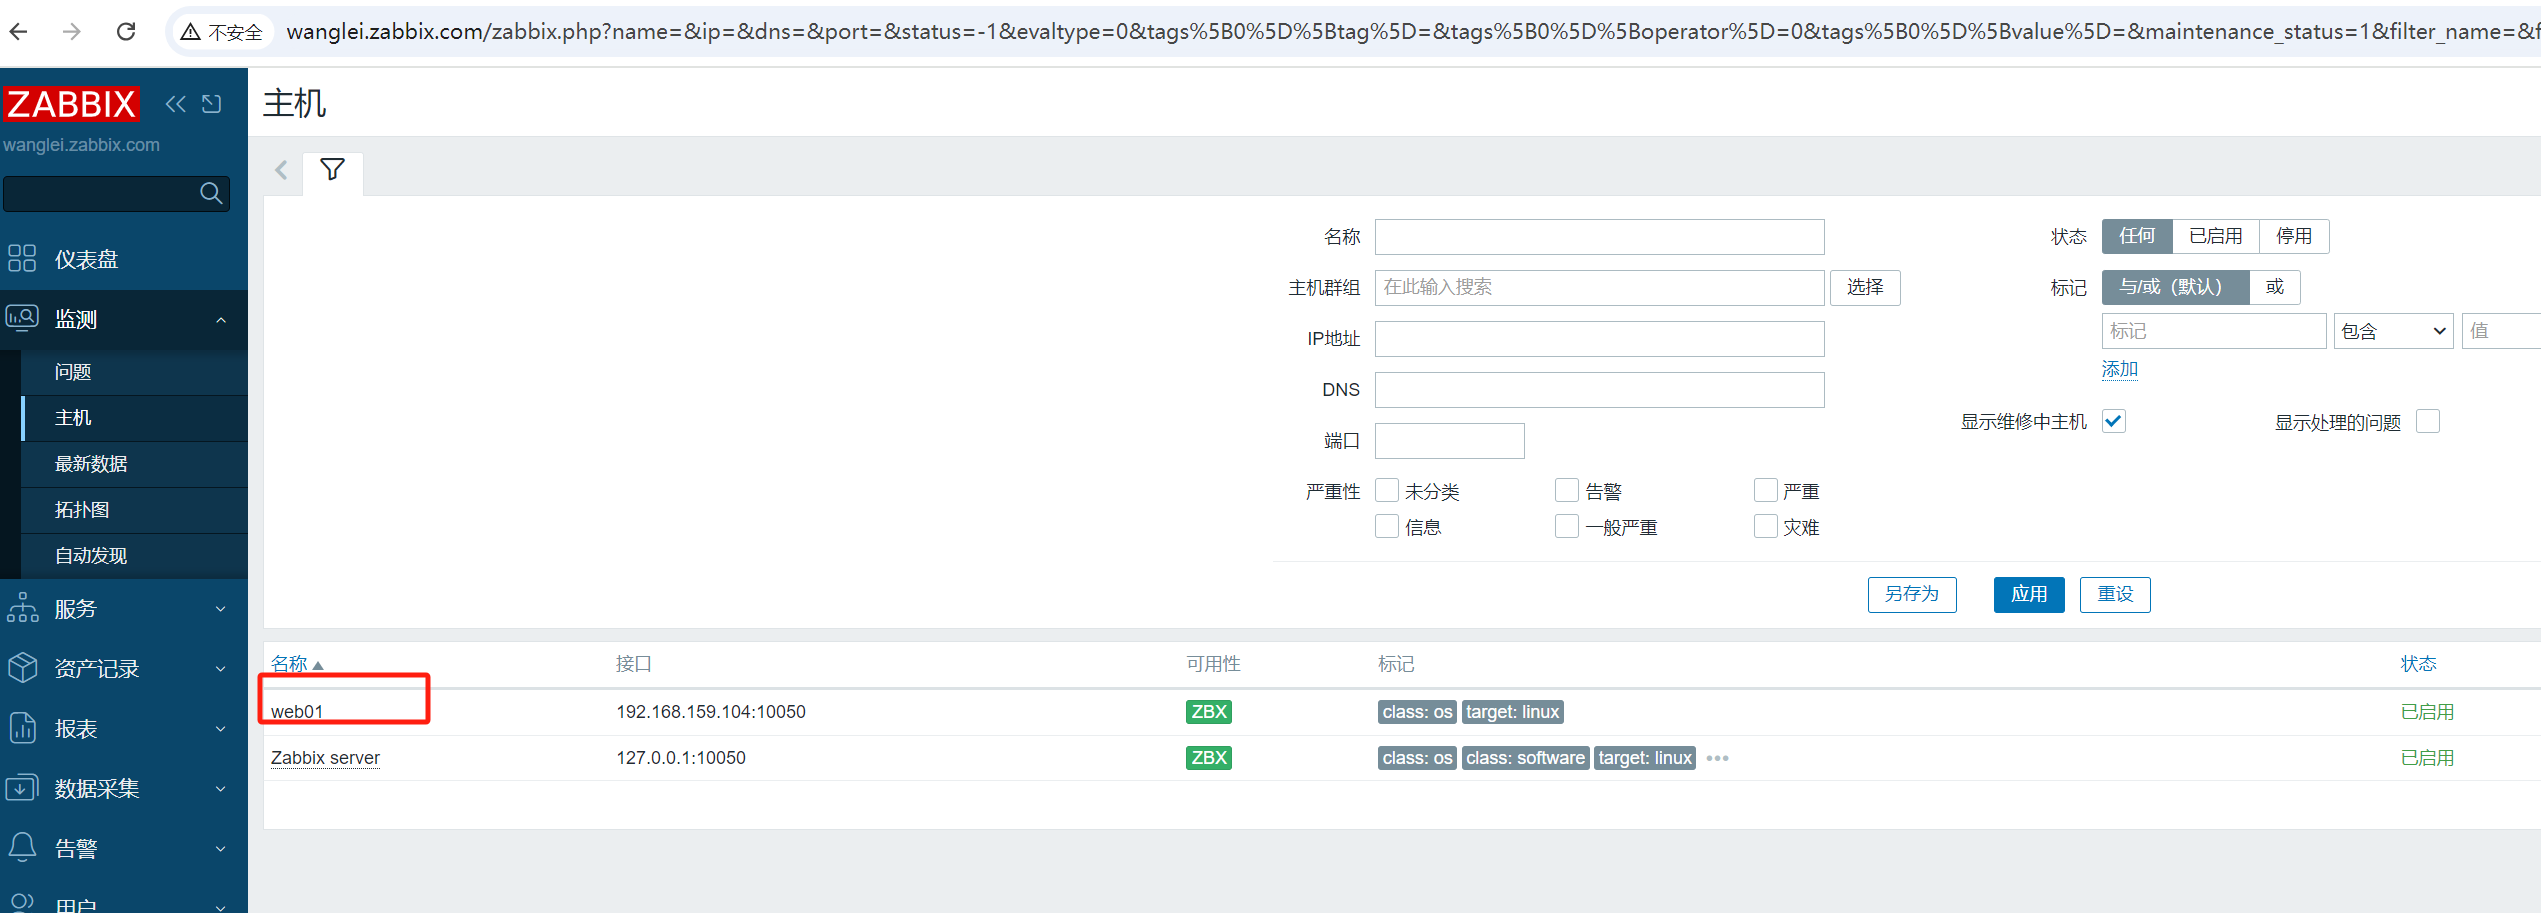 不安全 wanglei.zabbix.com/zabbix.php?name=&ip=&dns=&port=&status=-1&evaltype=0&tags%5B0%5D%5Btag%5D=&tags%5B0%5D%5Boperator%5D=0&tags%5B0%5D%5Bvalue%5D=&maintenance_status=1&filter_name=&f
ZABBIX
wanglei.zabbix.com
仪表盘
监测
问题
主机
最新数据
拓扑图
自动发现
服务
资产记录
报表
数据采集
告警
用户
主机
名称
主机群组 在此输入搜索 选择
IP地址
DNS
端口
严重性 未分类 告警 严重
信息 一般严重 灾难
状态 任何 已启用 停用
标记 与/或（默认） 或
标记 包含 值
添加
显示维修中主机 显示处理的问题
另存为 应用 重设
名称 接口 可用性 标记 状态
web01 192.168.159.104:10050 ZBX class: os target: linux 已启用
Zabbix server 127.0.0.1:10050 ZBX class: os class: software target: linux ••• 已启用